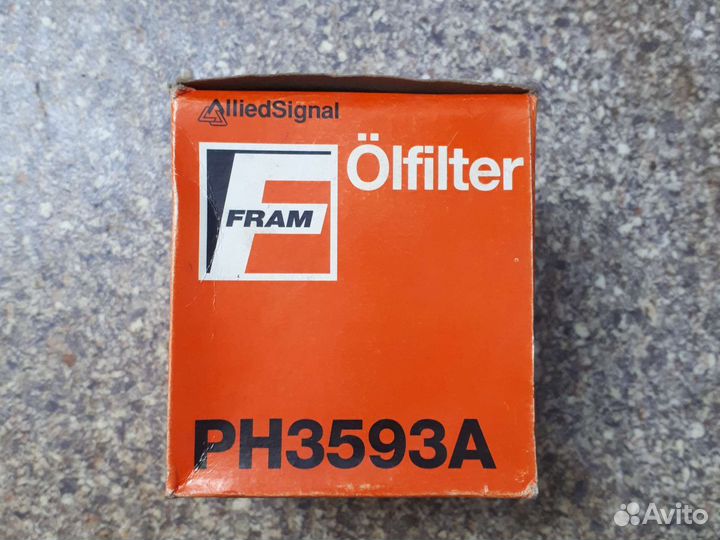 AlliedSignal
Ölfilter
FRAM
PH3593A
Avito